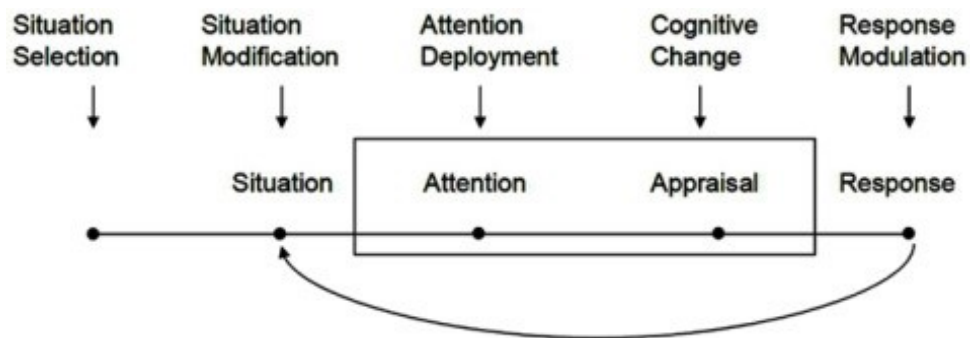 Situation Selection
Situation Modification
Attention Deployment
Cognitive Change
Response Modulation
Situation
Attention
Appraisal
Response